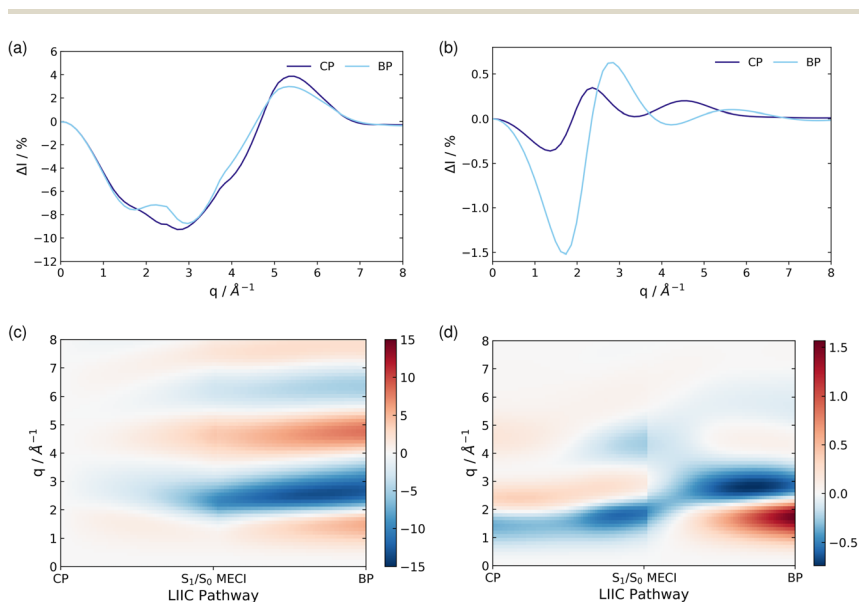 (a)
6
4
2
0
−2
−4
−6
−8
−10
−12
ΔI / %
CP
BP
0 1 2 3 4 5 6 7 8
q / Å⁻¹
(b)
0.5
0.0
−0.5
−1.0
−1.5
ΔI / %
CP
BP
0 1 2 3 4 5 6 7 8
q / Å⁻¹
(c)
8
7
6
5
4
3
2
1
0
q / Å⁻¹
CP S₁/S₀ MECI BP
LIIC Pathway
15
10
5
0
−5
−10
−15
(d)
8
7
6
5
4
3
2
1
0
q / Å⁻¹
CP S₁/S₀ MECI BP
LIIC Pathway
1.5
1.0
0.5
0.0
−0.5